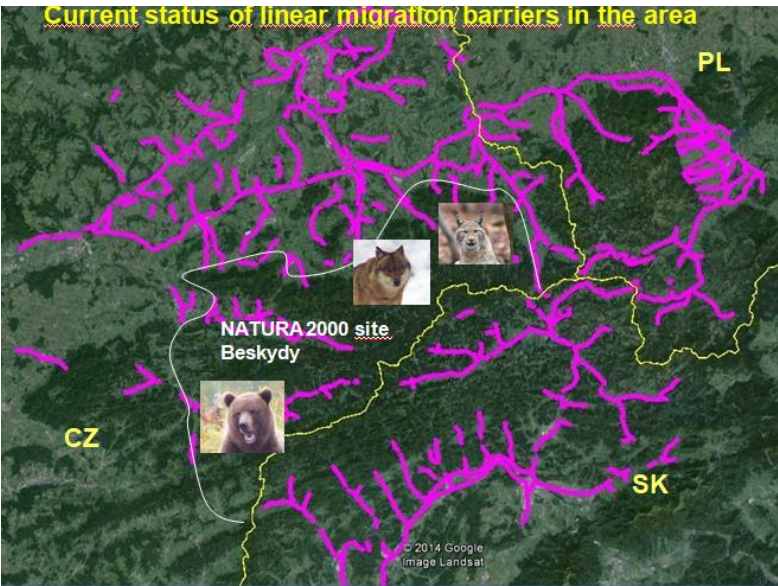 Current status of linear migration barriers in the area
PL
NATURA 2000 site
Beskydy
CZ
SK
© 2014 Google
Image Landsat